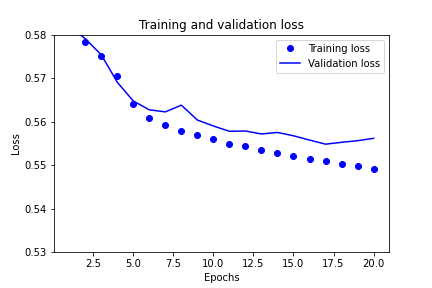 Training and validation loss
0.58
0.57
0.56
0.55
0.54
0.53
Loss
Training loss
Validation loss
2.5 5.0 7.5 10.0 12.5 15.0 17.5 20.0
Epochs